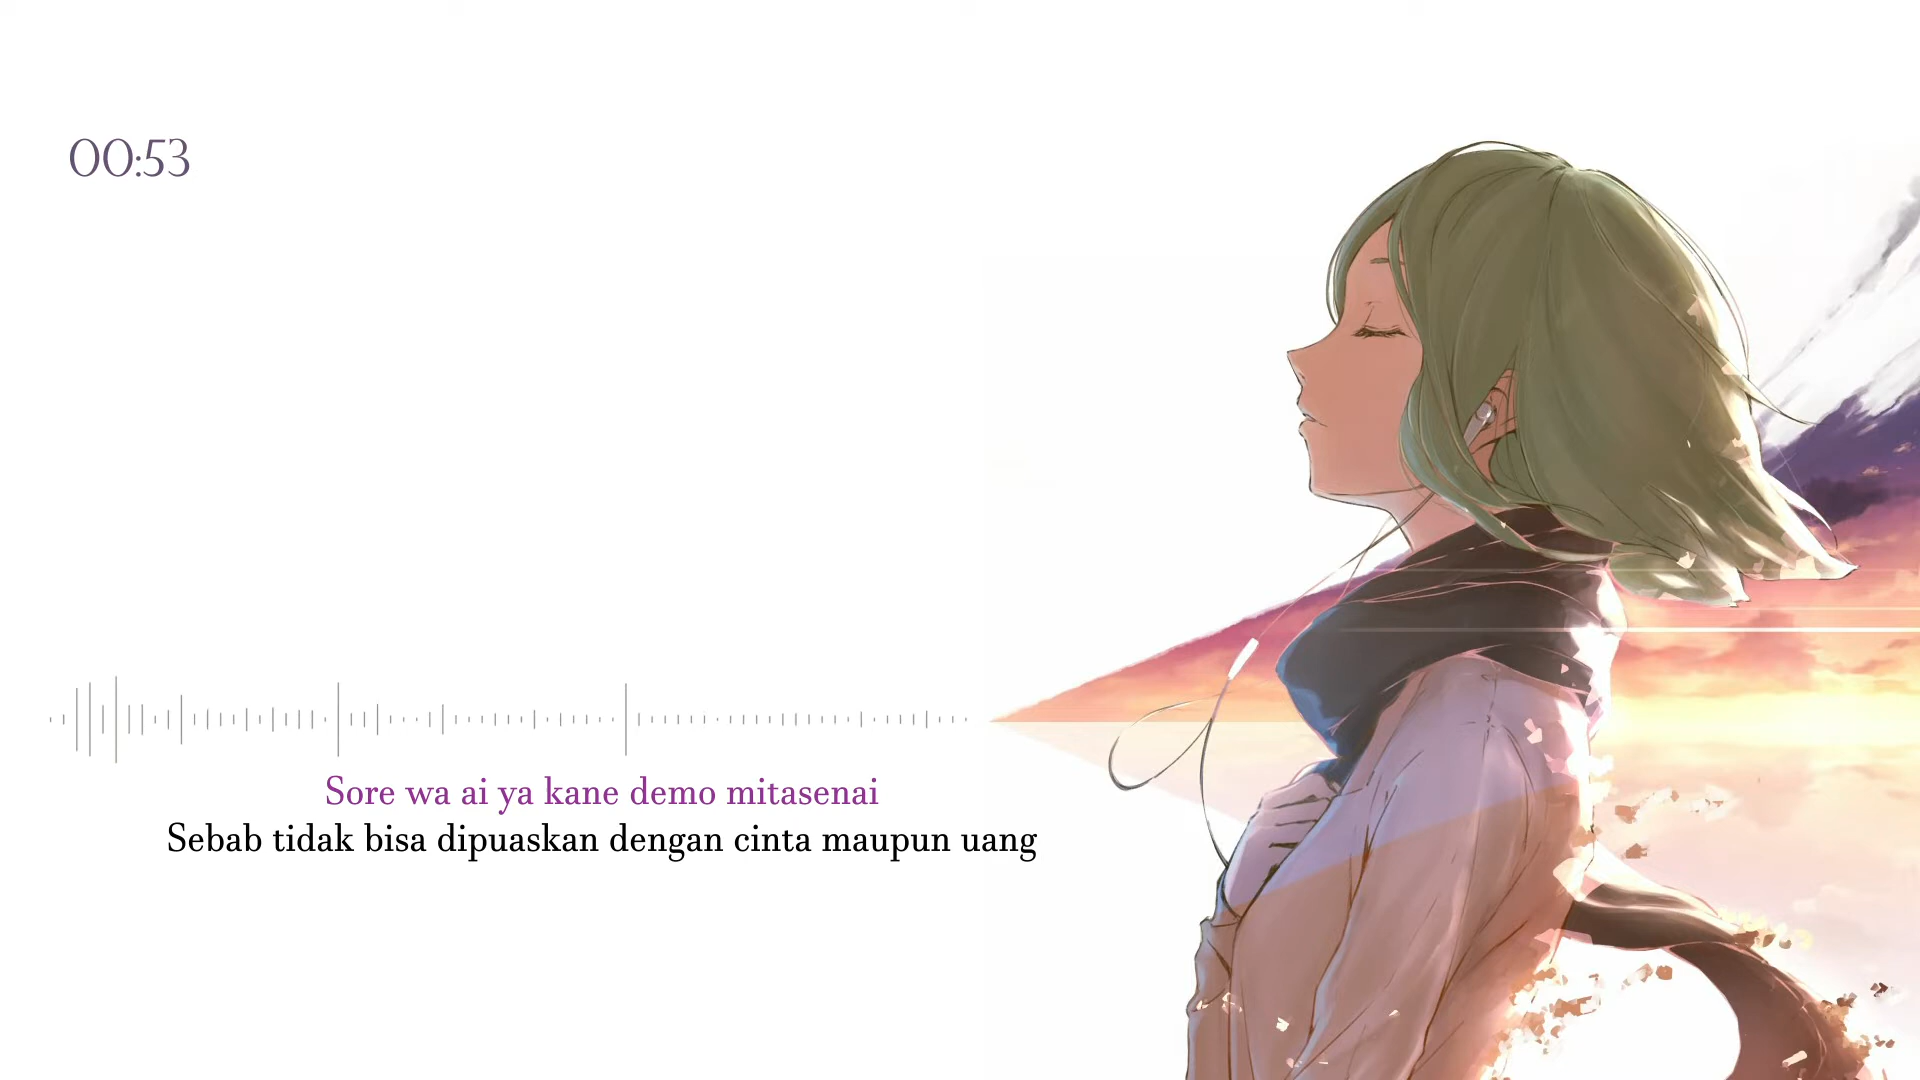 00:53
Sore wa ai ya kane demo mitasenai
Sebab tidak bisa dipuaskan dengan cinta maupun uang